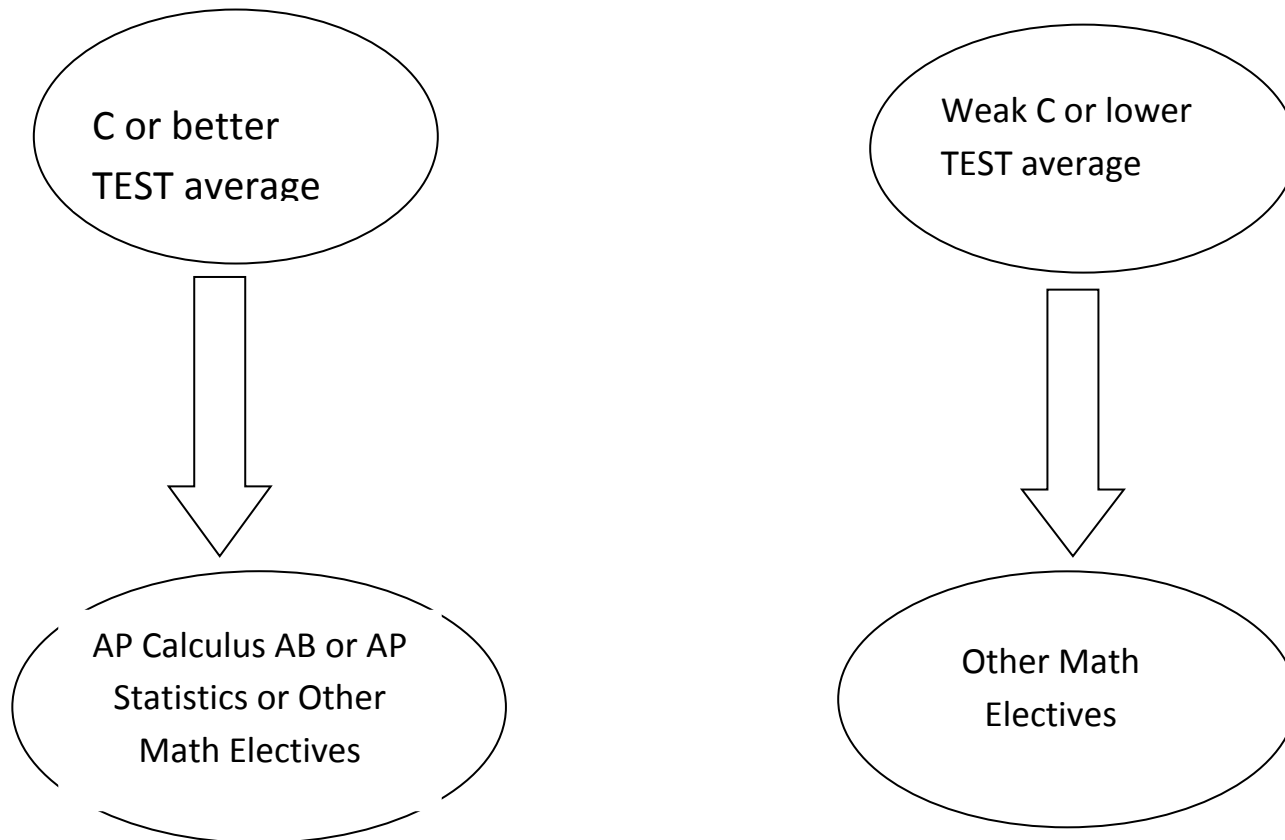 C or better
TEST average
Weak C or lower
TEST average
AP Calculus AB or AP
Statistics or Other
Math Electives
Other Math
Electives